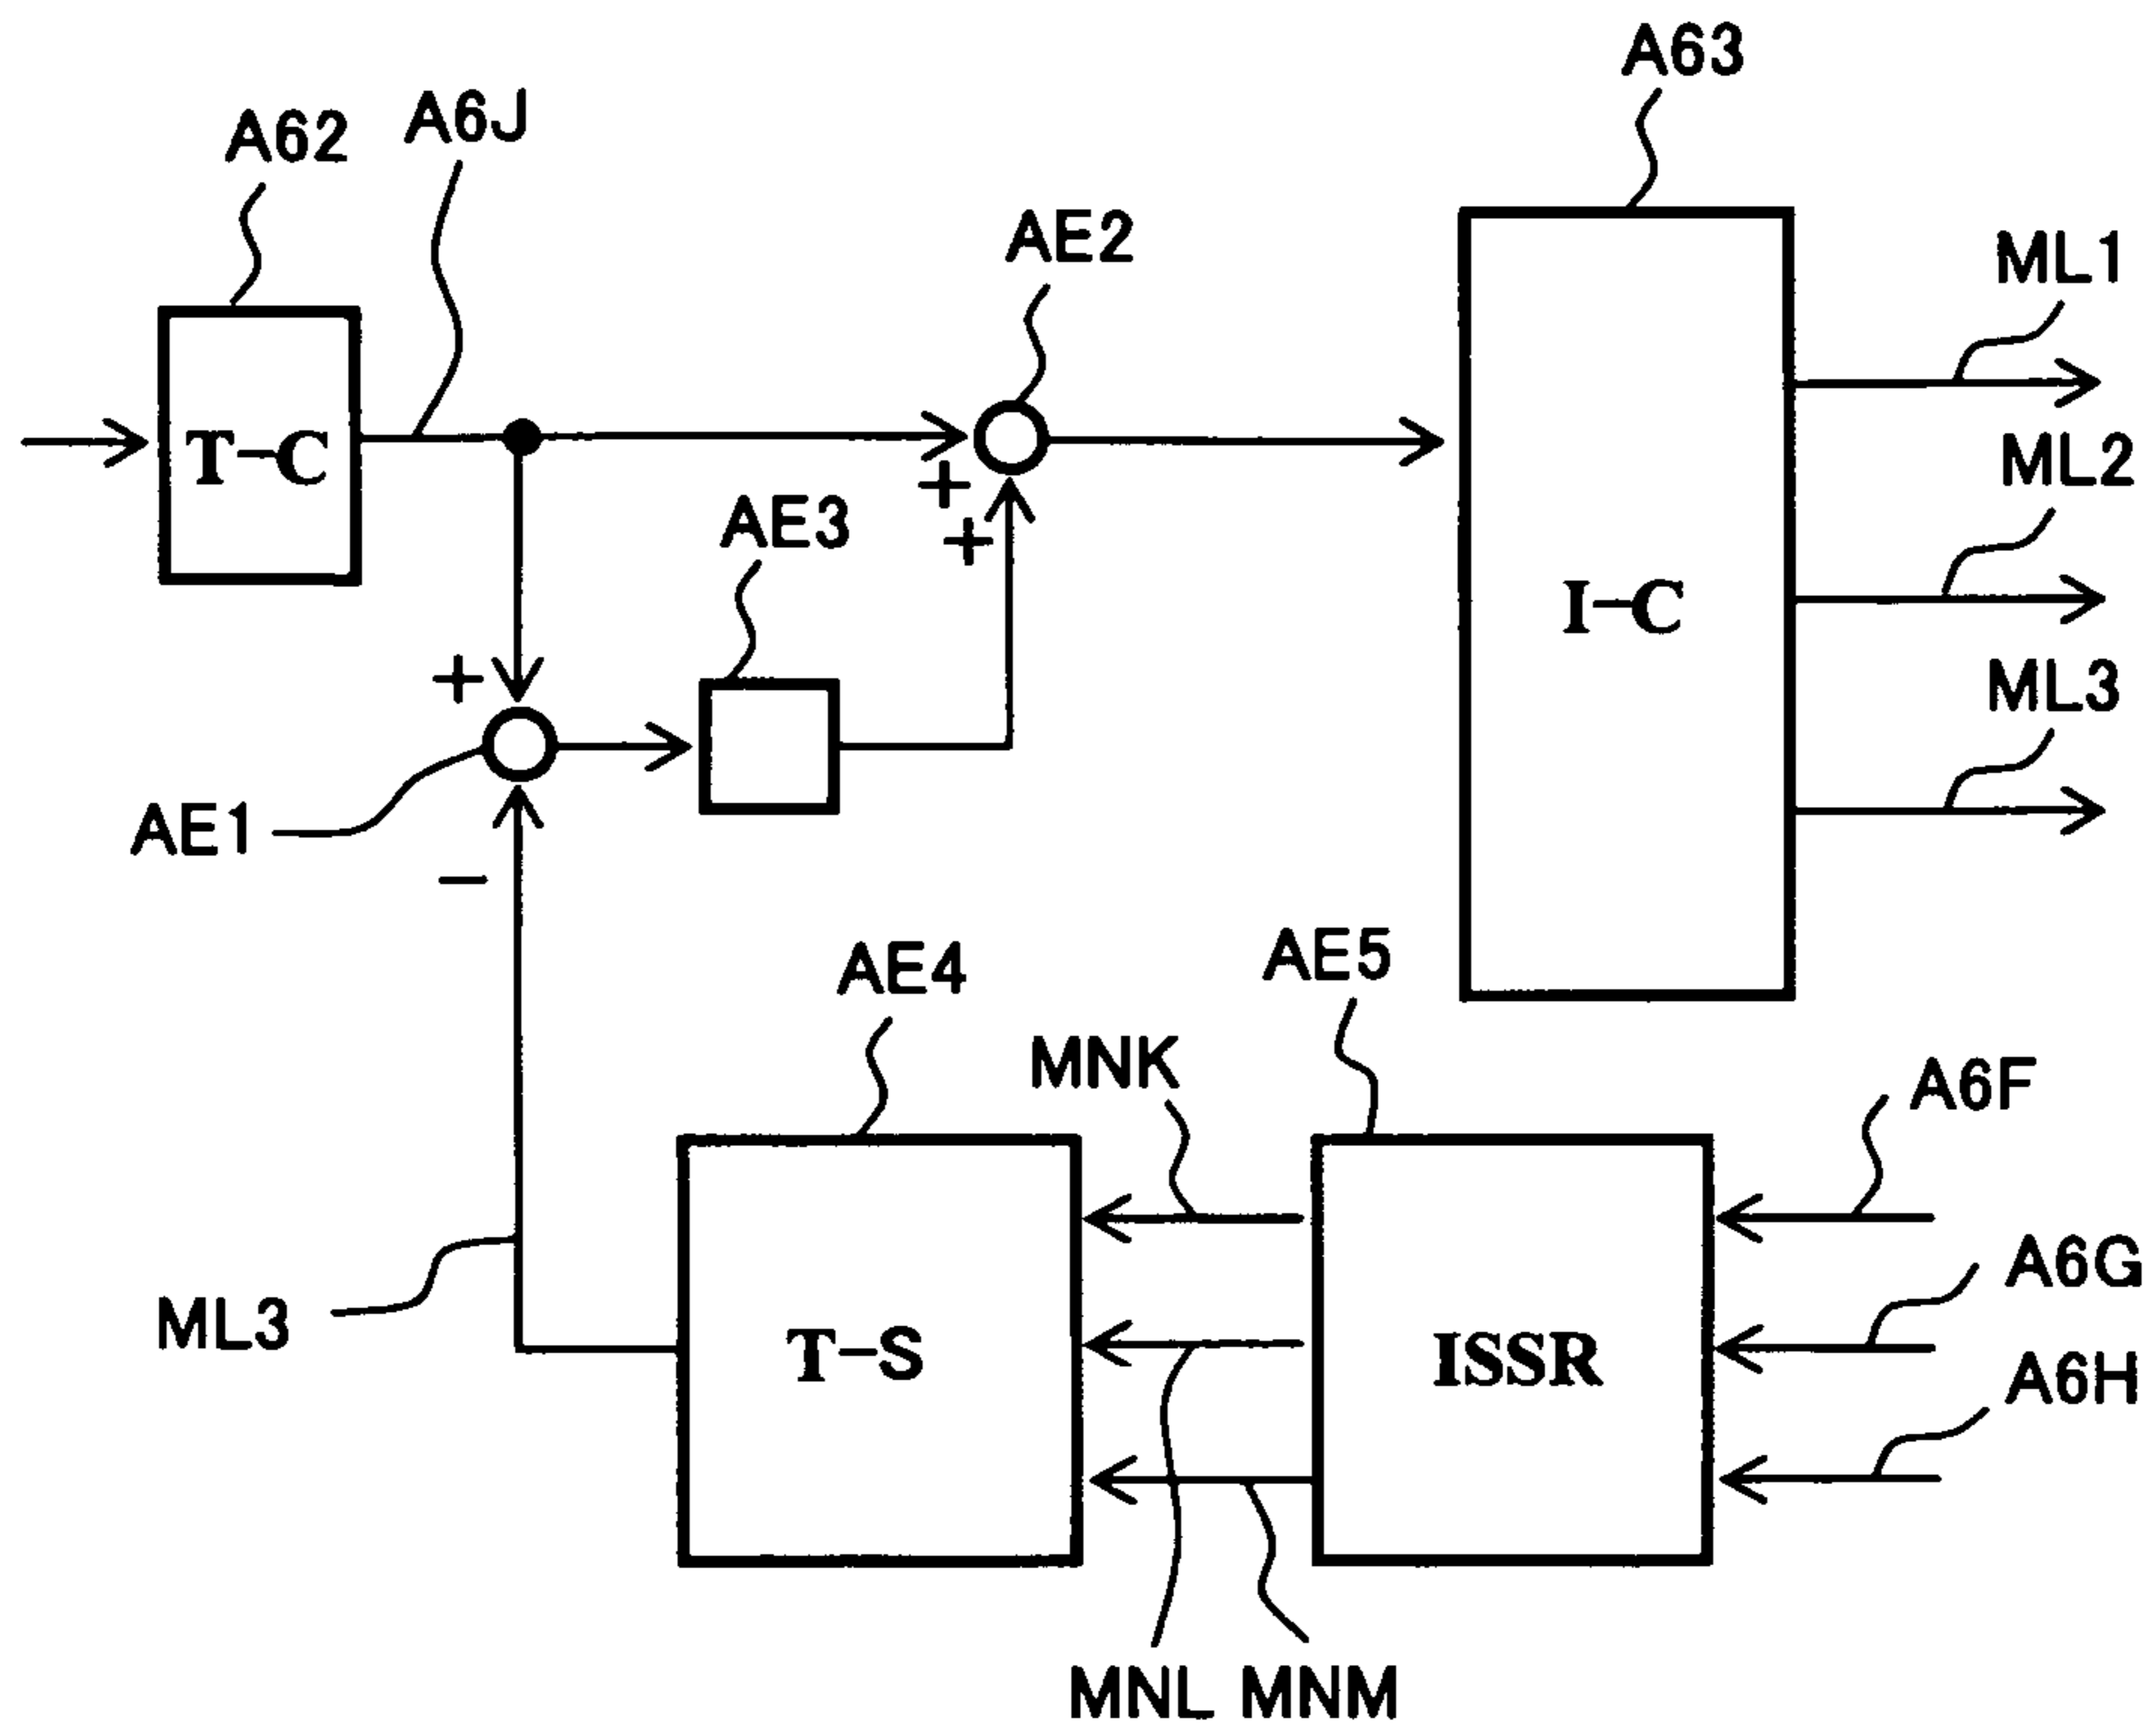 A63
A62
A6J
AE2
ML1
T-C
ML2
+
AE3
+
I-C
+
ML3
AE1
−
AE4
AE5
MNK
A6F
A6G
ML3
T-S
ISSR
A6H
MNL MNM